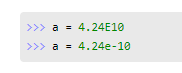 >>> a = 4.24E10
>>> a = 4.24e-10